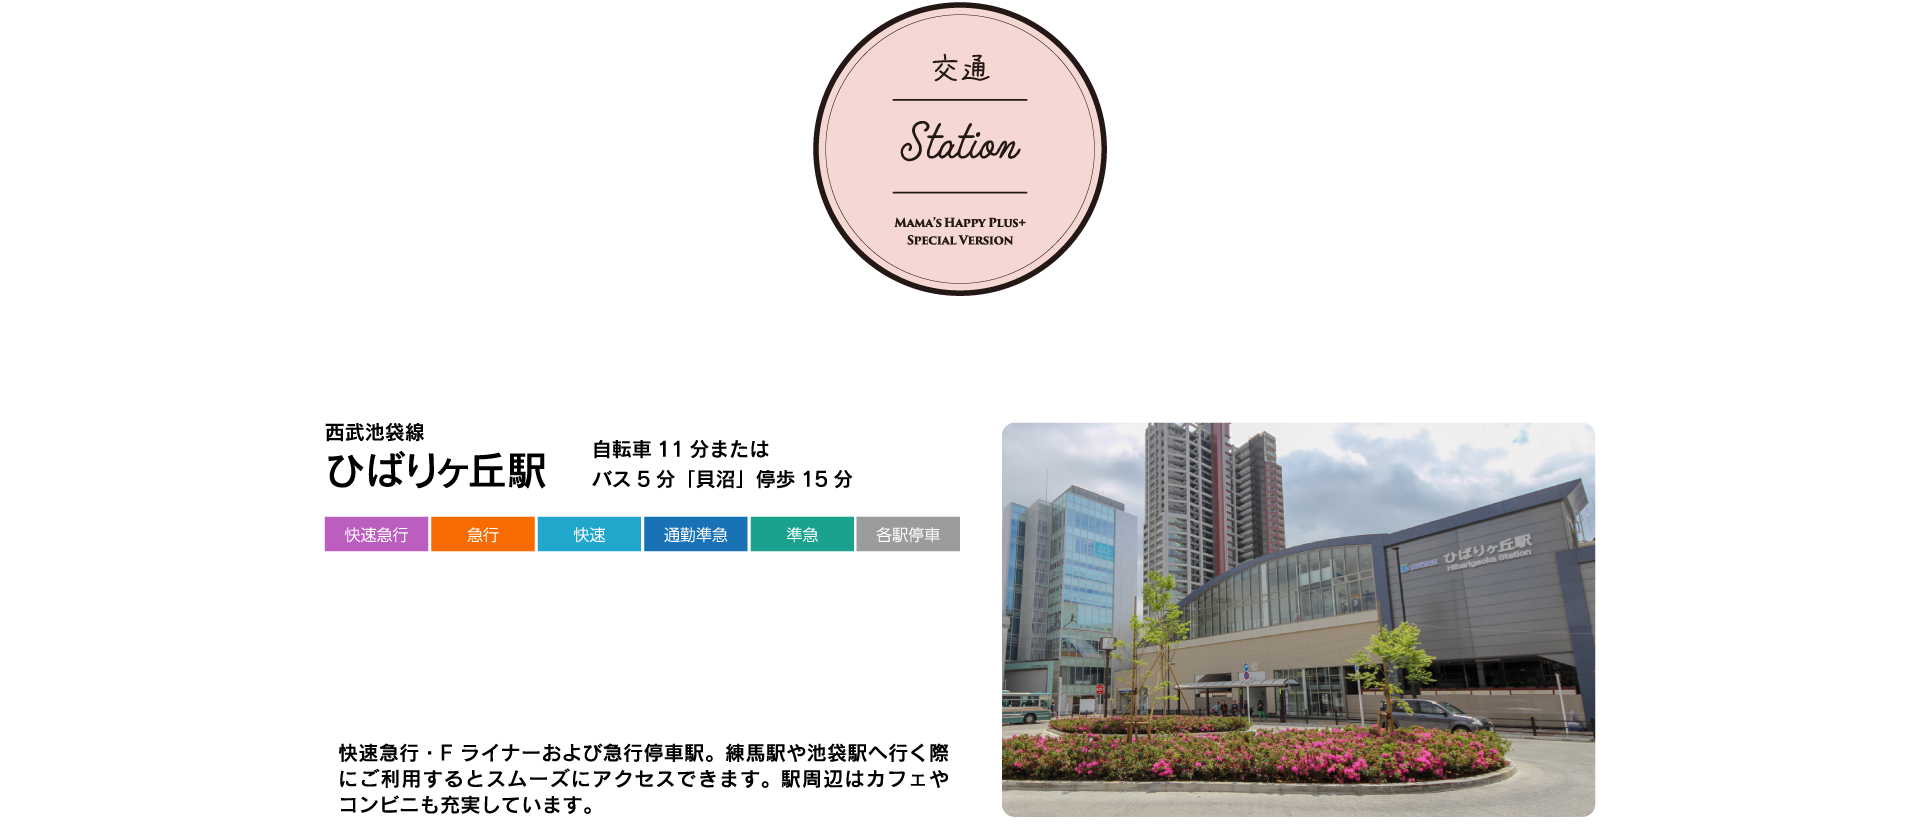 交通
Station
MAMA'S HAPPY PLUS+
SPECIAL VERSION
西武池袋線
ひばりヶ丘駅
自転車 11 分または
バス 5 分「貝沼」停歩 15 分
快速急行
急行
快速
通勤準急
準急
各駅停車
ひばりヶ丘駅
Hibarigaoka Station
快速急行・F ライナーおよび急行停車駅。練馬駅や池袋駅へ行く際
にご利用するとスムーズにアクセスできます。駅周辺はカフェや
コンビニも充実しています。